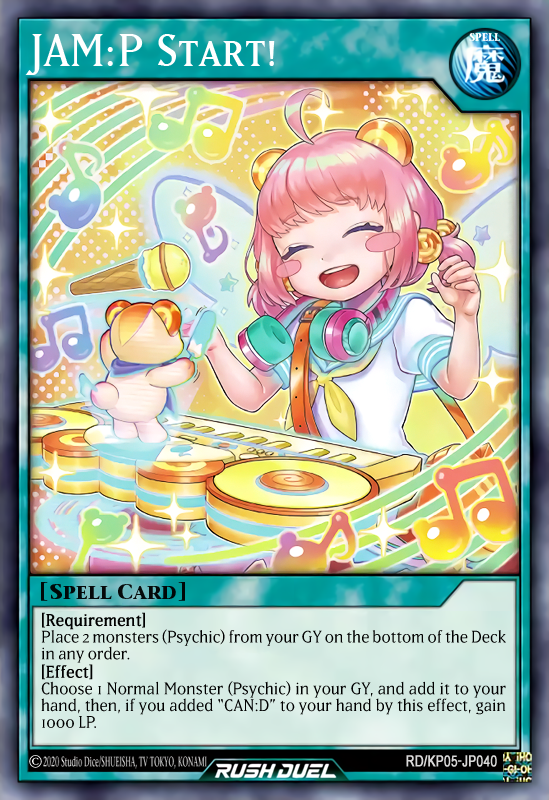 JAM:P START!
SPELL
魔
[SPELL CARD]
[Requirement]
Place 2 monsters (Psychic) from your GY on the bottom of the Deck
in any order.
[Effect]
Choose 1 Normal Monster (Psychic) in your GY, and add it to your
hand, then, if you added "CAN:D" to your hand by this effect, gain
1000 LP.
©2020 Studio Dice/SHUEISHA, TV TOKYO, KONAMI
RUSH DUEL
RD/KP05-JP040